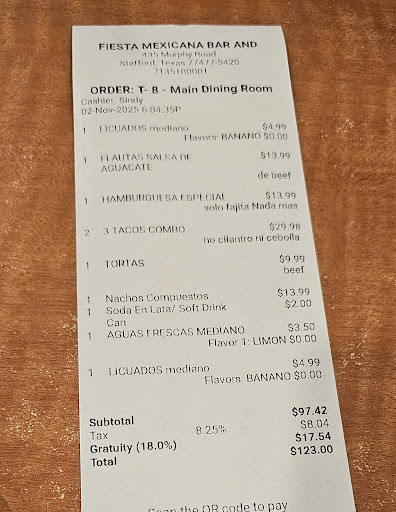 FIESTA MEXICANA BAR AND
435 Murphy Road
Stafford, Texas 77477-5420
7135100001
ORDER: T- 8 - Main Dining Room
Cashier: Sindy
02-Nov-2025 6:04:35P
1 LICUADOS mediano $4.99
Flavors: BANANO $0.00
1 FLAUTAS SALSA DE $13.99
AGUACATE
de beef
1 HAMBURGUESA ESPECIAL $13.99
solo fajita Nada mas
2 3 TACOS COMBO $29.98
no cilantro ni cebolla
1 TORTAS $9.99
beef
1 Nachos Compuestos $13.99
1 Soda En Lata/ Soft Drink $2.00
Can
1 AGUAS FRESCAS MEDIANO $3.50
Flavor 1: LIMON $0.00
1 LICUADOS mediano $4.99
Flavors: BANANO $0.00
Subtotal $97.42
Tax 8.25% $8.04
Gratuity (18.0%) $17.54
Total $123.00
Scan the QR code to pay